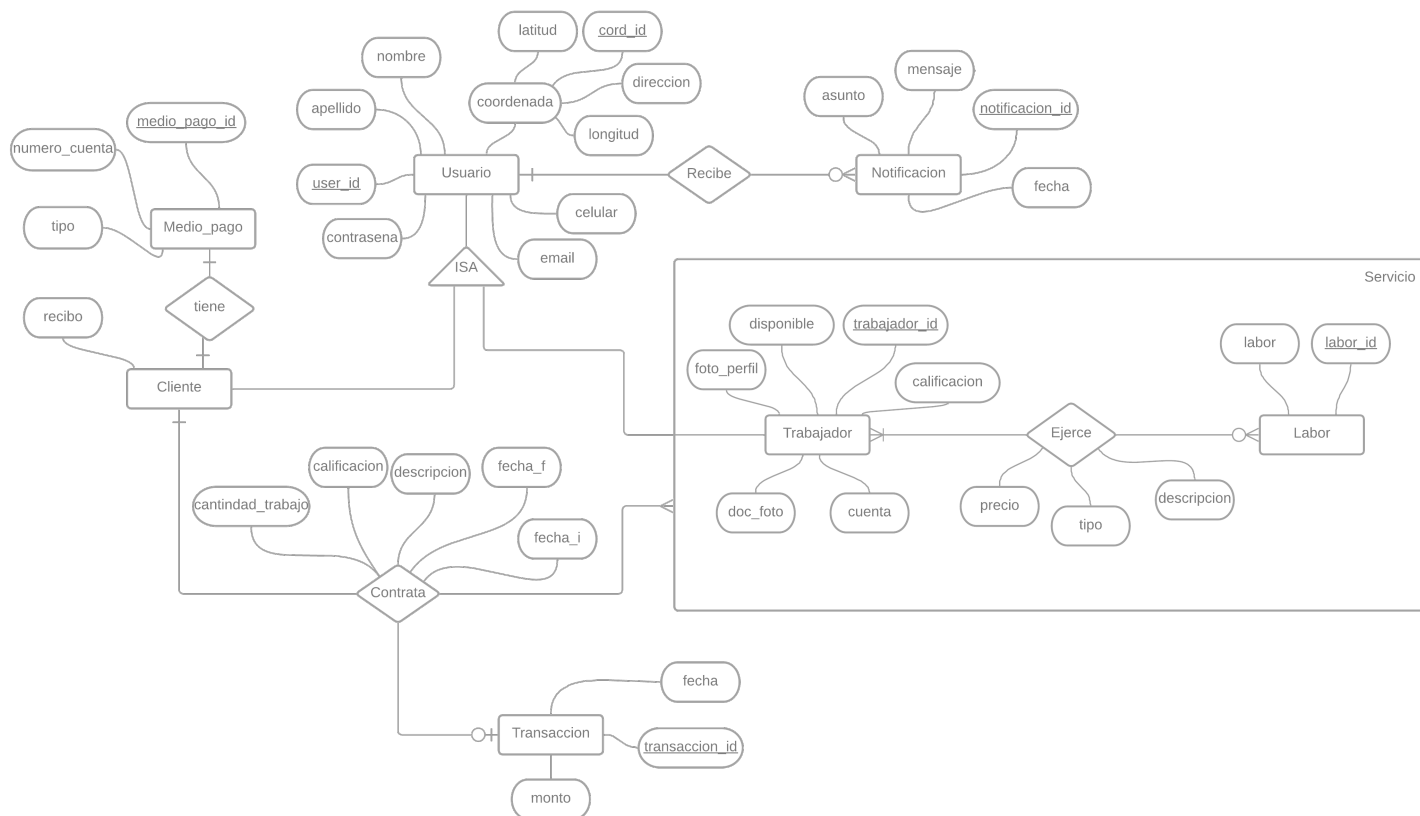 latitud
cord_id
nombre
mensaje
direccion
asunto
coordenada
apellido
notificacion_id
medio_pago_id
longitud
numero_cuenta
Usuario
Recibe
Notificacion
user_id
fecha
celular
tipo
Medio_pago
contrasena
email
ISA
Servicio
tiene
recibo
disponible
trabajador_id
labor
labor_id
foto_perfil
calificacion
Cliente
Trabajador
Ejerce
Labor
calificacion
descripcion
fecha_f
cantindad_trabajo
doc_foto
cuenta
precio
tipo
descripcion
fecha_i
Contrata
fecha
Transaccion
transaccion_id
monto